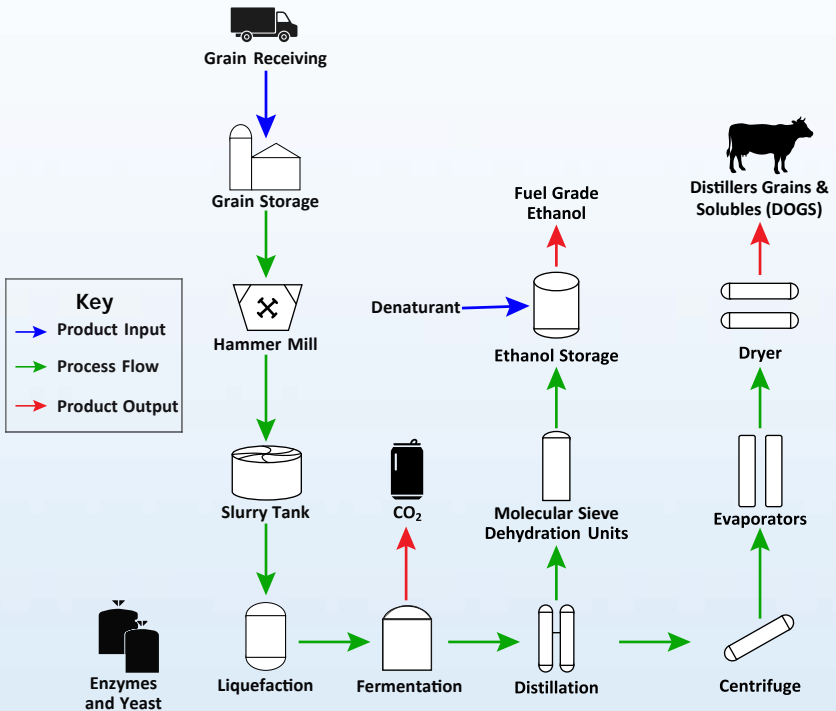 Grain Receiving
Grain Storage
Hammer Mill
Slurry Tank
Key
Product Input
Process Flow
Product Output
Enzymes
and Yeast
Liquefaction
Fermentation
CO₂
Distillation
Molecular Sieve
Dehydration Units
Denaturant
Ethanol Storage
Fuel Grade
Ethanol
Centrifuge
Evaporators
Dryer
Distillers Grains &
Solubles (DOGS)